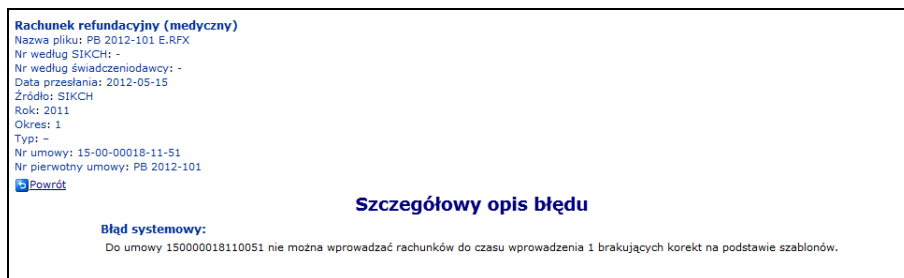 Rachunek refundacyjny (medyczny)
Nazwa pliku: PB 2012-101 E.RFX
Nr według SIKCH: -
Nr według świadczeniodawcy: -
Data przesłania: 2012-05-15
Źródło: SIKCH
Rok: 2011
Okres: 1
Typ: –
Nr umowy: 15-00-00018-11-51
Nr pierwotny umowy: PB 2012-101
Powrót
Szczegółowy opis błędu
Błąd systemowy:
Do umowy 150000018110051 nie można wprowadzać rachunków do czasu wprowadzenia 1 brakujących korekt na podstawie szablonów.